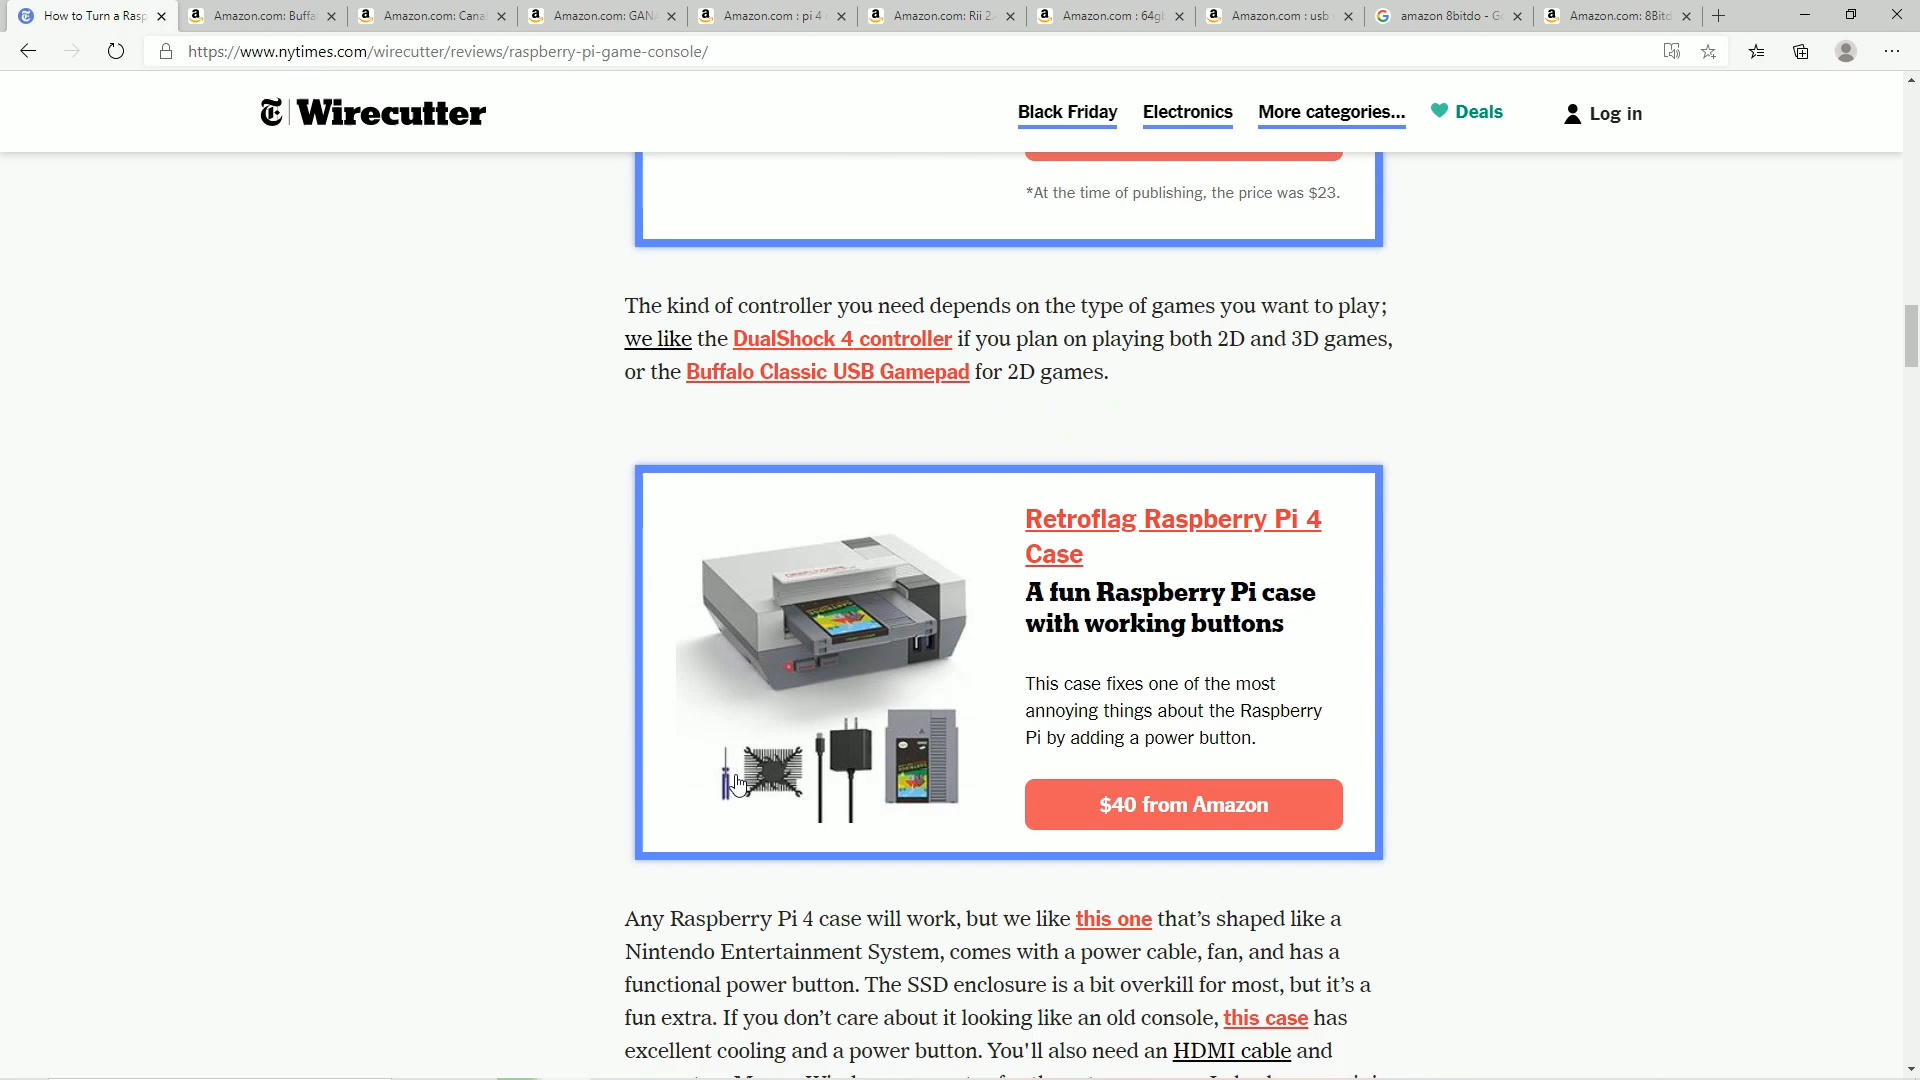 How to Turn a Rasp
Amazon.com: Buffal
Amazon.com: Canal
Amazon.com: GANA
Amazon.com : pi 4
Amazon.com: Rii 2.4
Amazon.com : 64gb
Amazon.com : usb
amazon 8bitdo - Go
Amazon.com: 8Bitd
https://www.nytimes.com/wirecutter/reviews/raspberry-pi-game-console/
Wirecutter
Black Friday
Electronics
More categories...
Deals
Log in
*At the time of publishing, the price was $23.
The kind of controller you need depends on the type of games you want to play;
we like the DualShock 4 controller if you plan on playing both 2D and 3D games,
or the Buffalo Classic USB Gamepad for 2D games.
Retroflag Raspberry Pi 4
Case
A fun Raspberry Pi case
with working buttons
This case fixes one of the most
annoying things about the Raspberry
Pi by adding a power button.
$40 from Amazon
Any Raspberry Pi 4 case will work, but we like this one that’s shaped like a
Nintendo Entertainment System, comes with a power cable, fan, and has a
functional power button. The SSD enclosure is a bit overkill for most, but it’s a
fun extra. If you don’t care about it looking like an old console, this case has
excellent cooling and a power button. You'll also need an HDMI cable and